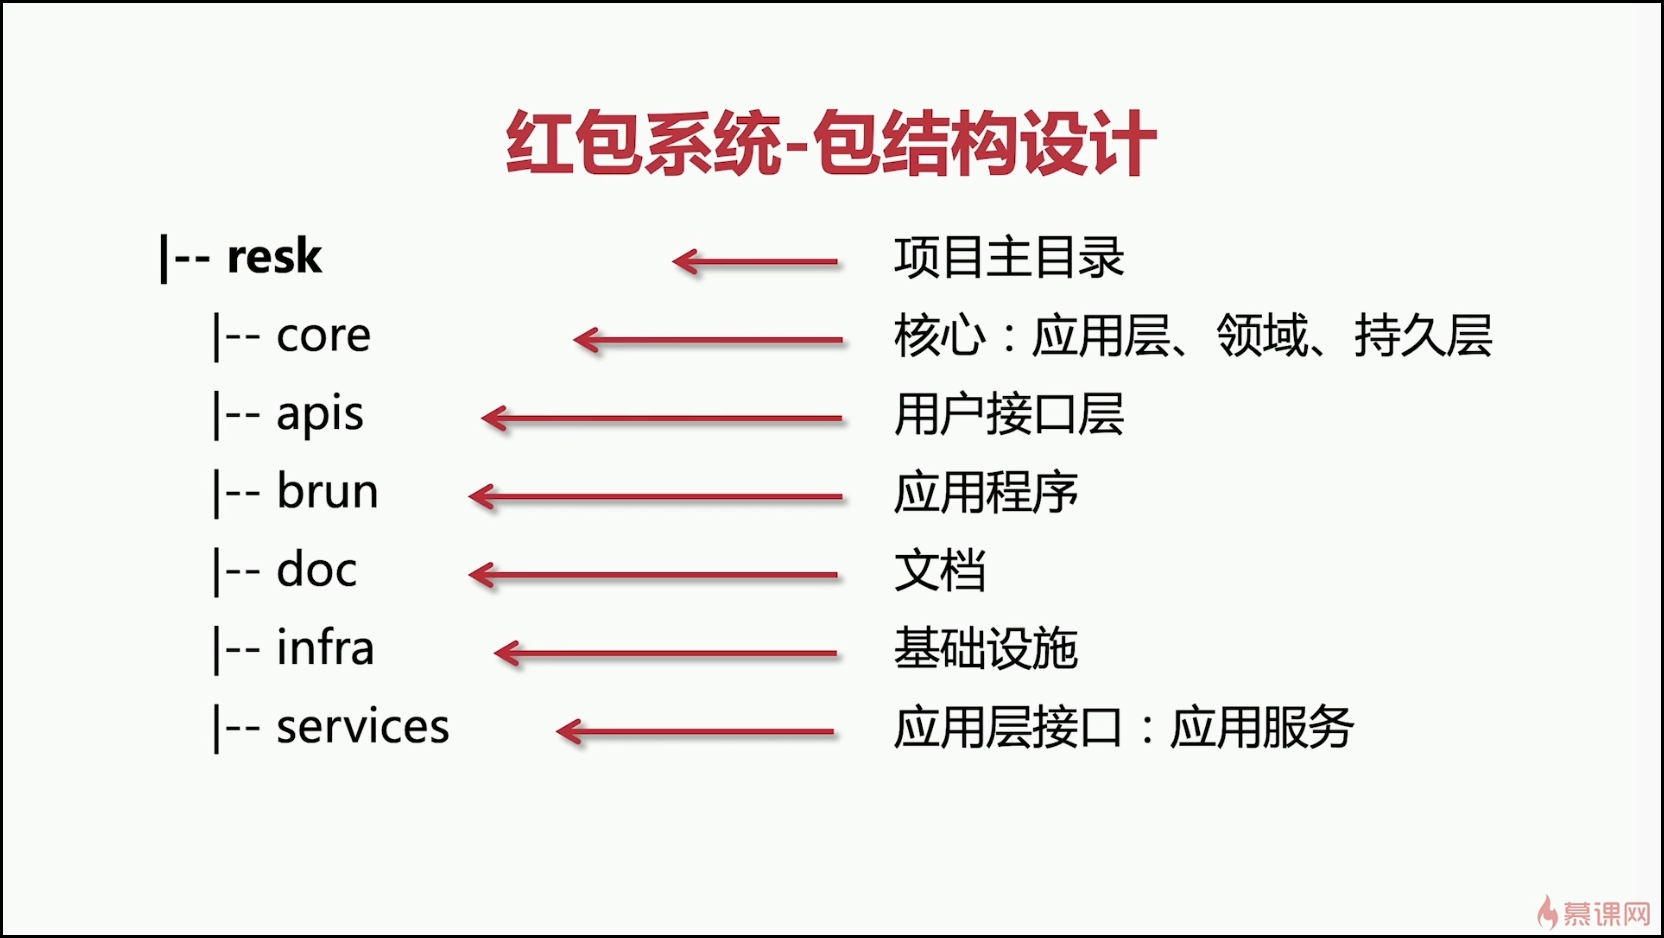 红包系统-包结构设计
|-- resk 项目主目录
|-- core 核心：应用层、领域、持久层
|-- apis 用户接口层
|-- brun 应用程序
|-- doc 文档
|-- infra 基础设施
|-- services 应用层接口：应用服务
慕课网